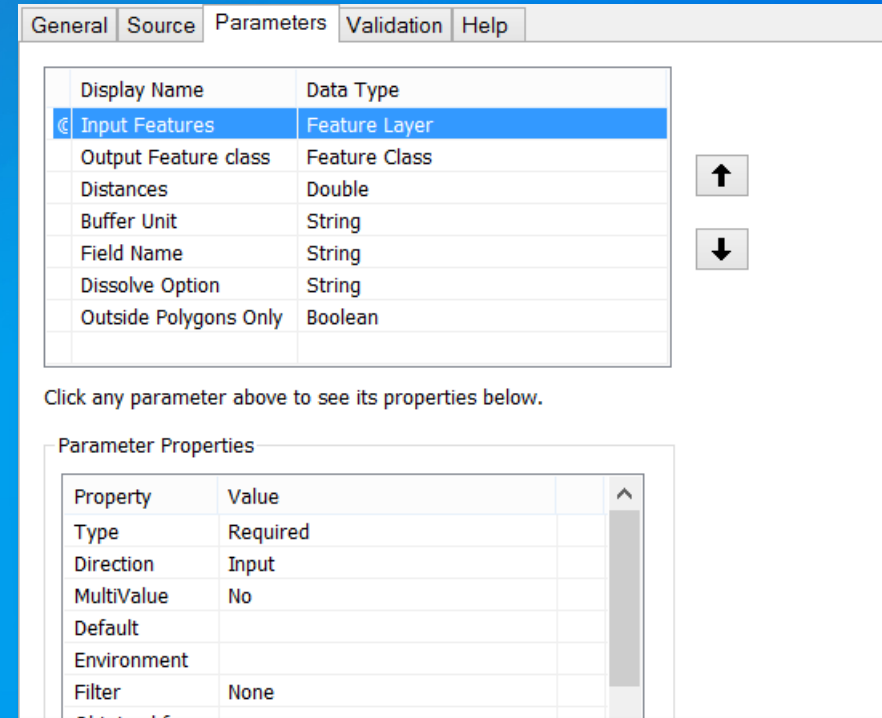 General Source Parameters Validation Help
Display Name Data Type
Input Features Feature Layer
Output Feature class Feature Class
Distances Double
Buffer Unit String
Field Name String
Dissolve Option String
Outside Polygons Only Boolean
Click any parameter above to see its properties below.
Parameter Properties
Property Value
Type Required
Direction Input
MultiValue No
Default
Environment
Filter None